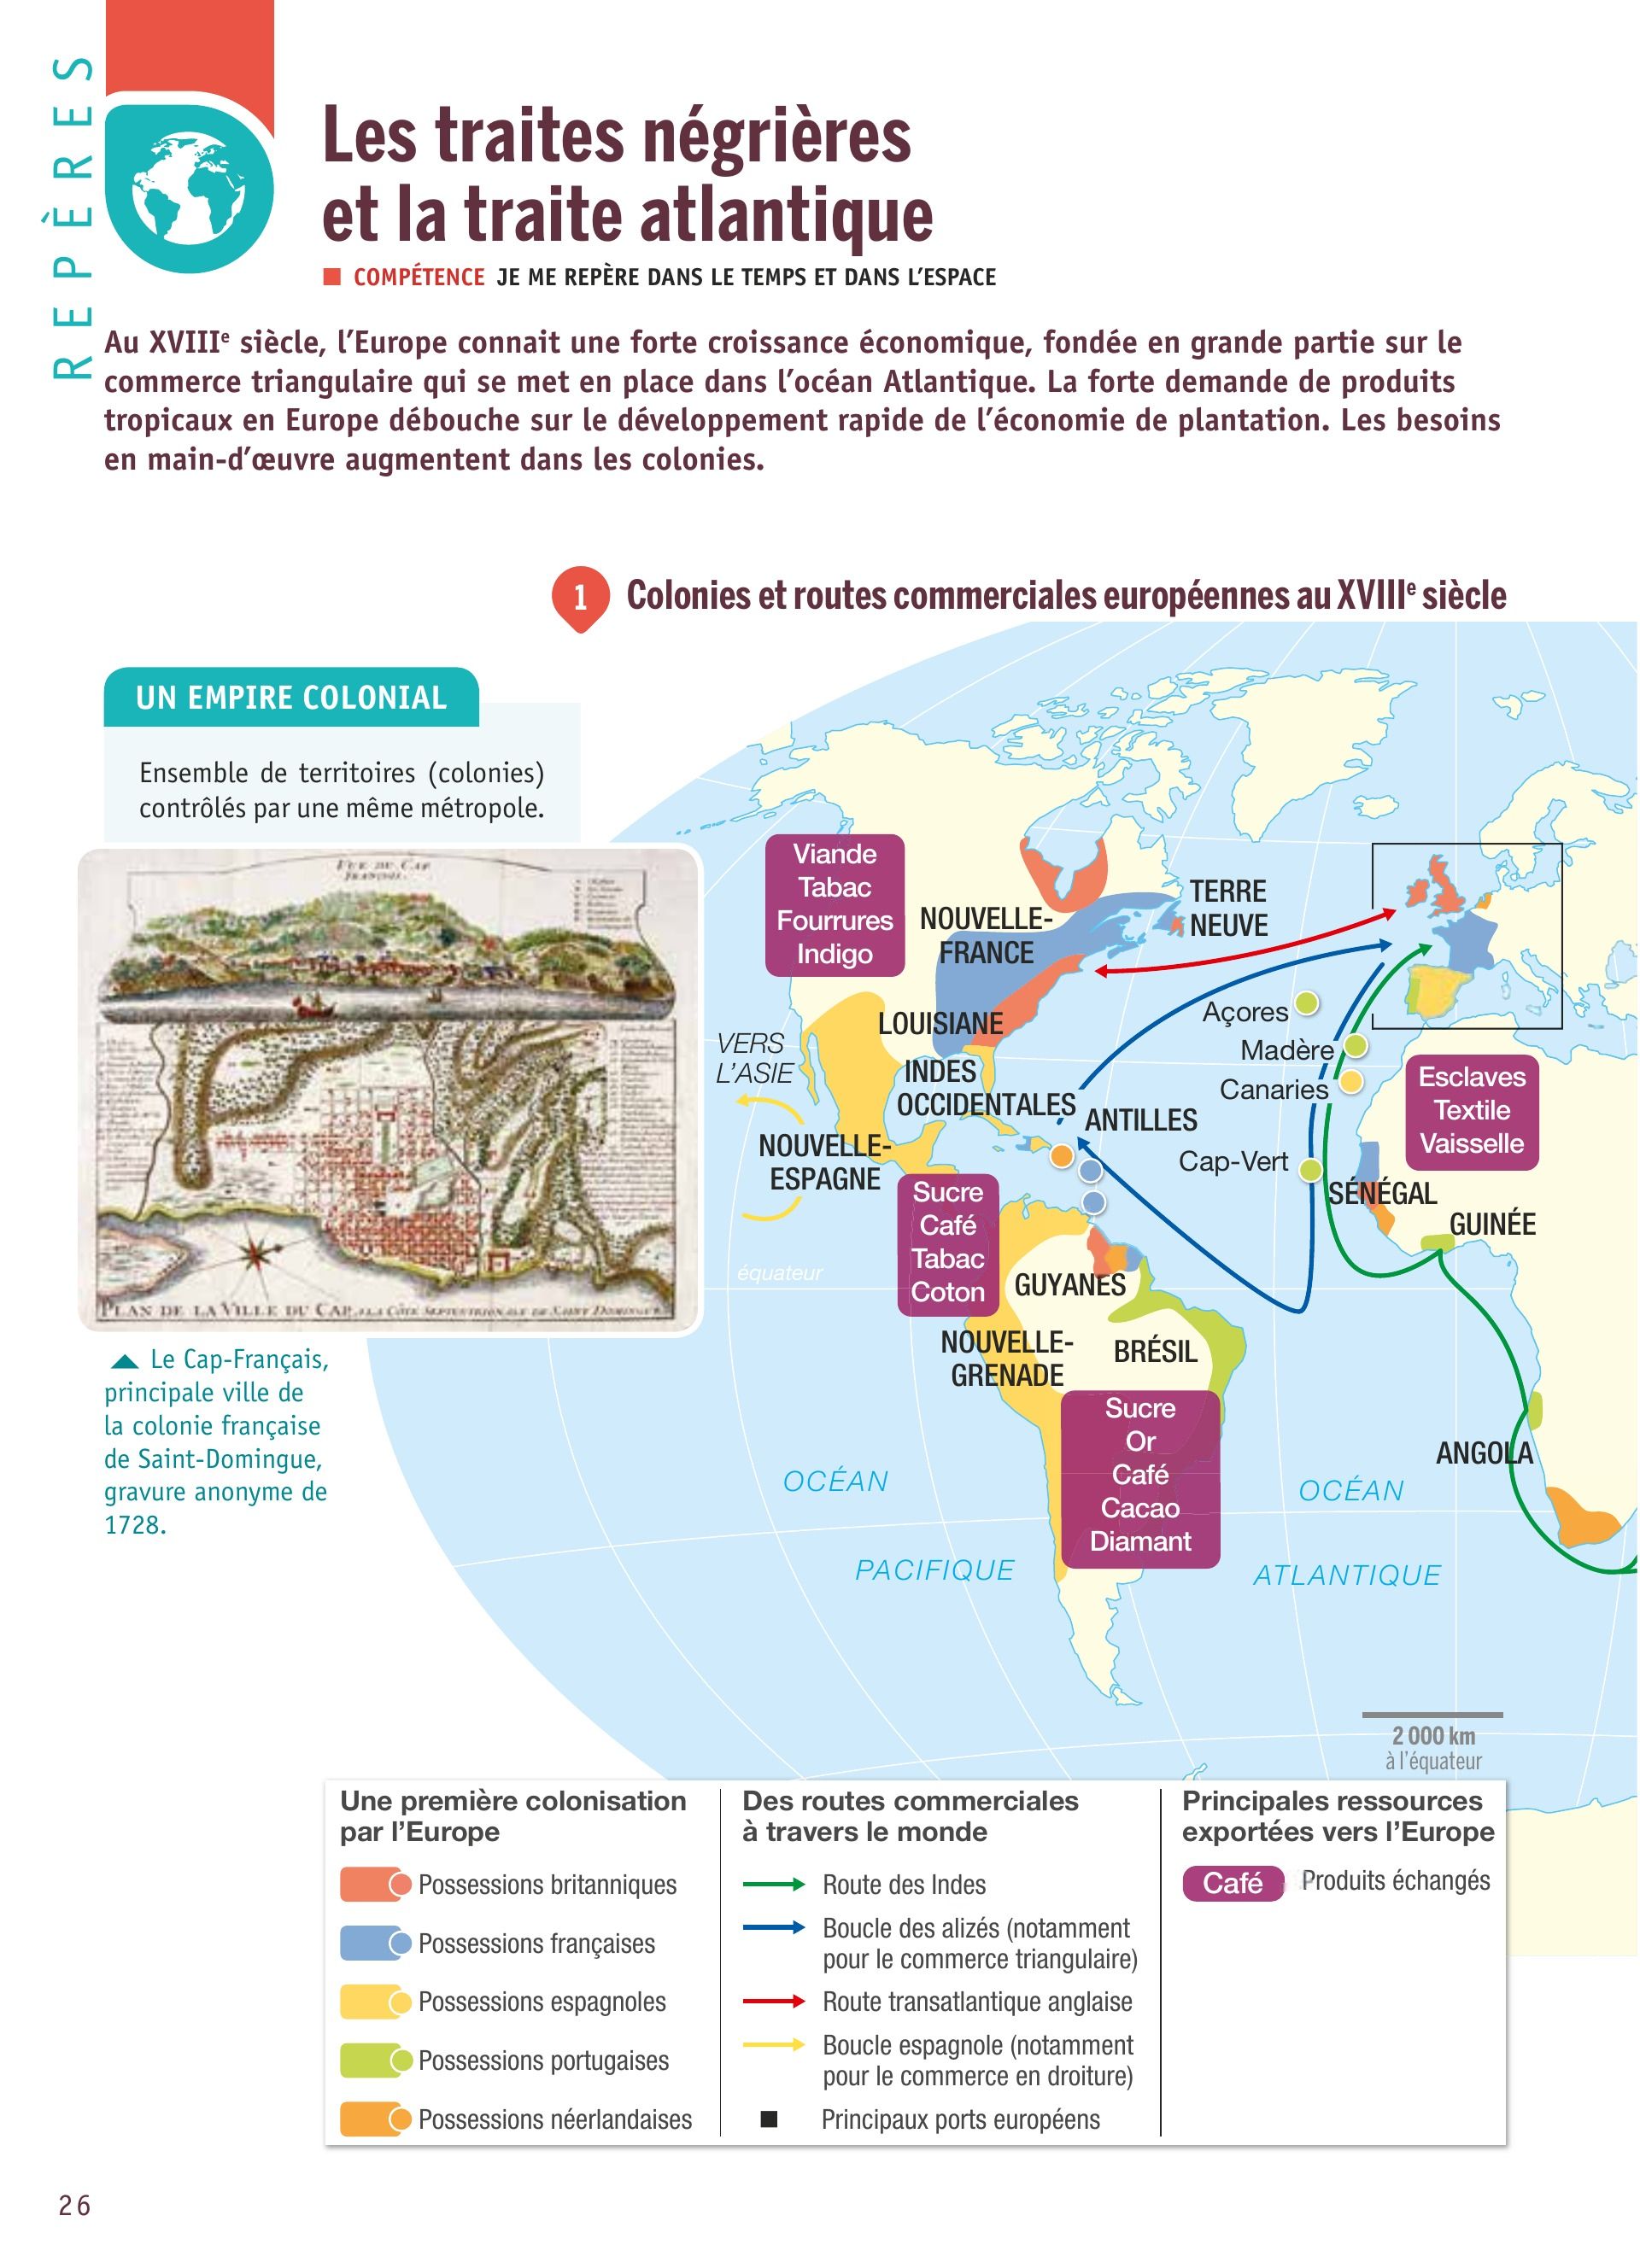 REPÈRES
Les traites négrières
et la traite atlantique
COMPÉTENCE JE ME REPÈRE DANS LE TEMPS ET DANS L'ESPACE
Au XVIIIe siècle, l'Europe connait une forte croissance économique, fondée en grande partie sur le
commerce triangulaire qui se met en place dans l'océan Atlantique. La forte demande de produits
tropicaux en Europe débouche sur le développement rapide de l'économie de plantation. Les besoins
en main-d'œuvre augmentent dans les colonies.
1 Colonies et routes commerciales européennes au XVIIIe siècle
UN EMPIRE COLONIAL
Ensemble de territoires (colonies)
contrôlés par une même métropole.
VUE DU CAP
FRANÇOIS
PLAN DE LA VILLE DU CAP, A LA CÔTE SEPTENTRIONALE DE SAINT DOMINGUE
▲ Le Cap-Français,
principale ville de
la colonie française
de Saint-Domingue,
gravure anonyme de
1728.
Viande
Tabac
Fourrures
Indigo
NOUVELLE-
FRANCE
TERRE
NEUVE
LOUISIANE
VERS
L'ASIE
INDES
OCCIDENTALES
ANTILLES
NOUVELLE-
ESPAGNE
Açores
Madère
Canaries
Cap-Vert
Esclaves
Textile
Vaisselle
SÉNÉGAL
GUINÉE
Sucre
Café
Tabac
Coton
équateur
GUYANES
NOUVELLE-
GRENADE
BRÉSIL
Sucre
Or
Café
Cacao
Diamant
ANGOLA
OCÉAN
PACIFIQUE
OCÉAN
ATLANTIQUE
2 000 km
à l'équateur
Une première colonisation
par l'Europe
Possessions britanniques
Possessions françaises
Possessions espagnoles
Possessions portugaises
Possessions néerlandaises
Des routes commerciales
à travers le monde
Route des Indes
Boucle des alizés (notamment
pour le commerce triangulaire)
Route transatlantique anglaise
Boucle espagnole (notamment
pour le commerce en droiture)
Principaux ports européens
Principales ressources
exportées vers l'Europe
Café Produits échangés
26